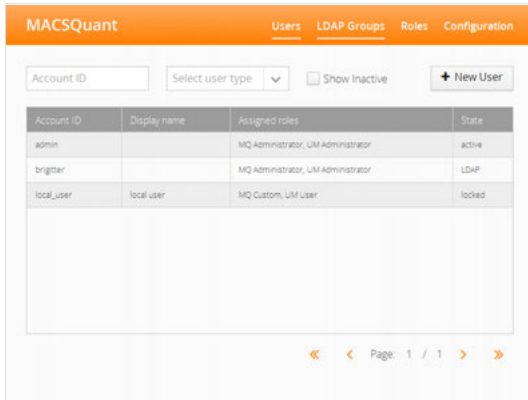 MACSQuant Users LDAP Groups Roles Configuration
Account ID Select user type Show Inactive + New User
Account ID Display name Assigned roles State
admin MQ Administrator, UM Administrator active
brigitter MQ Administrator, UM Administrator LDAP
local_user local user MQ Custom, UM User locked
« < Page: 1 / 1 > »